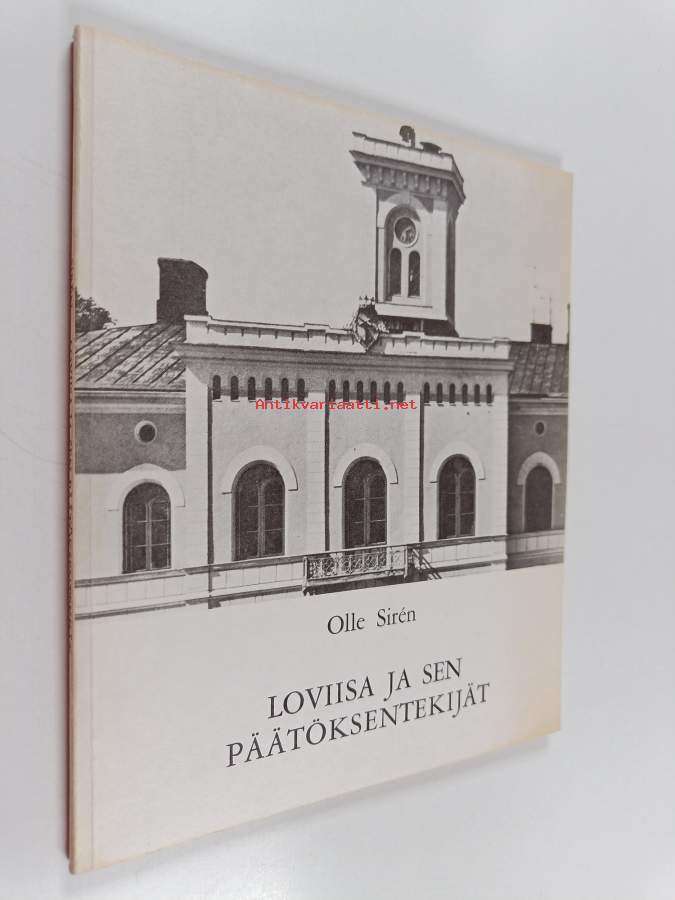 Antikvariaatti.net
Olle Sirén
LOVIISA JA SEN
PÄÄTÖKSENTEKIJÄT